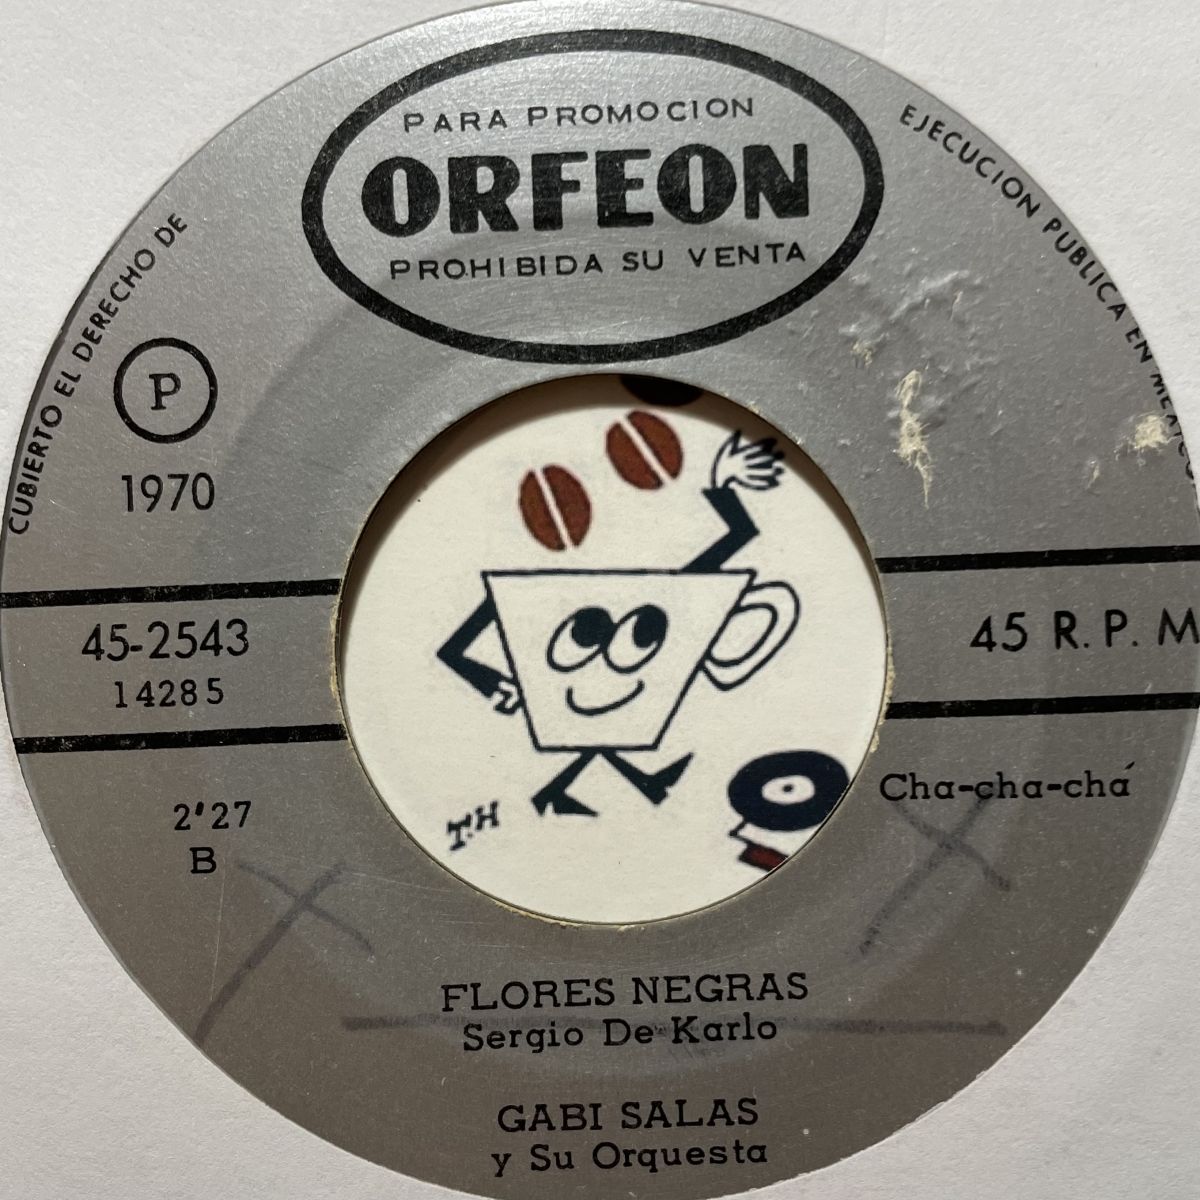 PARA PROMOCION
ORFEON
PROHIBIDA SU VENTA
CUBIERTO EL DERECHO DE
EJECUCION PUBLICA EN MEXICO
P
1970
45-2543
14285
45 R. P. M
2'27
B
Cha-cha-chá
T.H
FLORES NEGRAS
Sergio De Karlo
GABI SALAS
y Su Orquesta